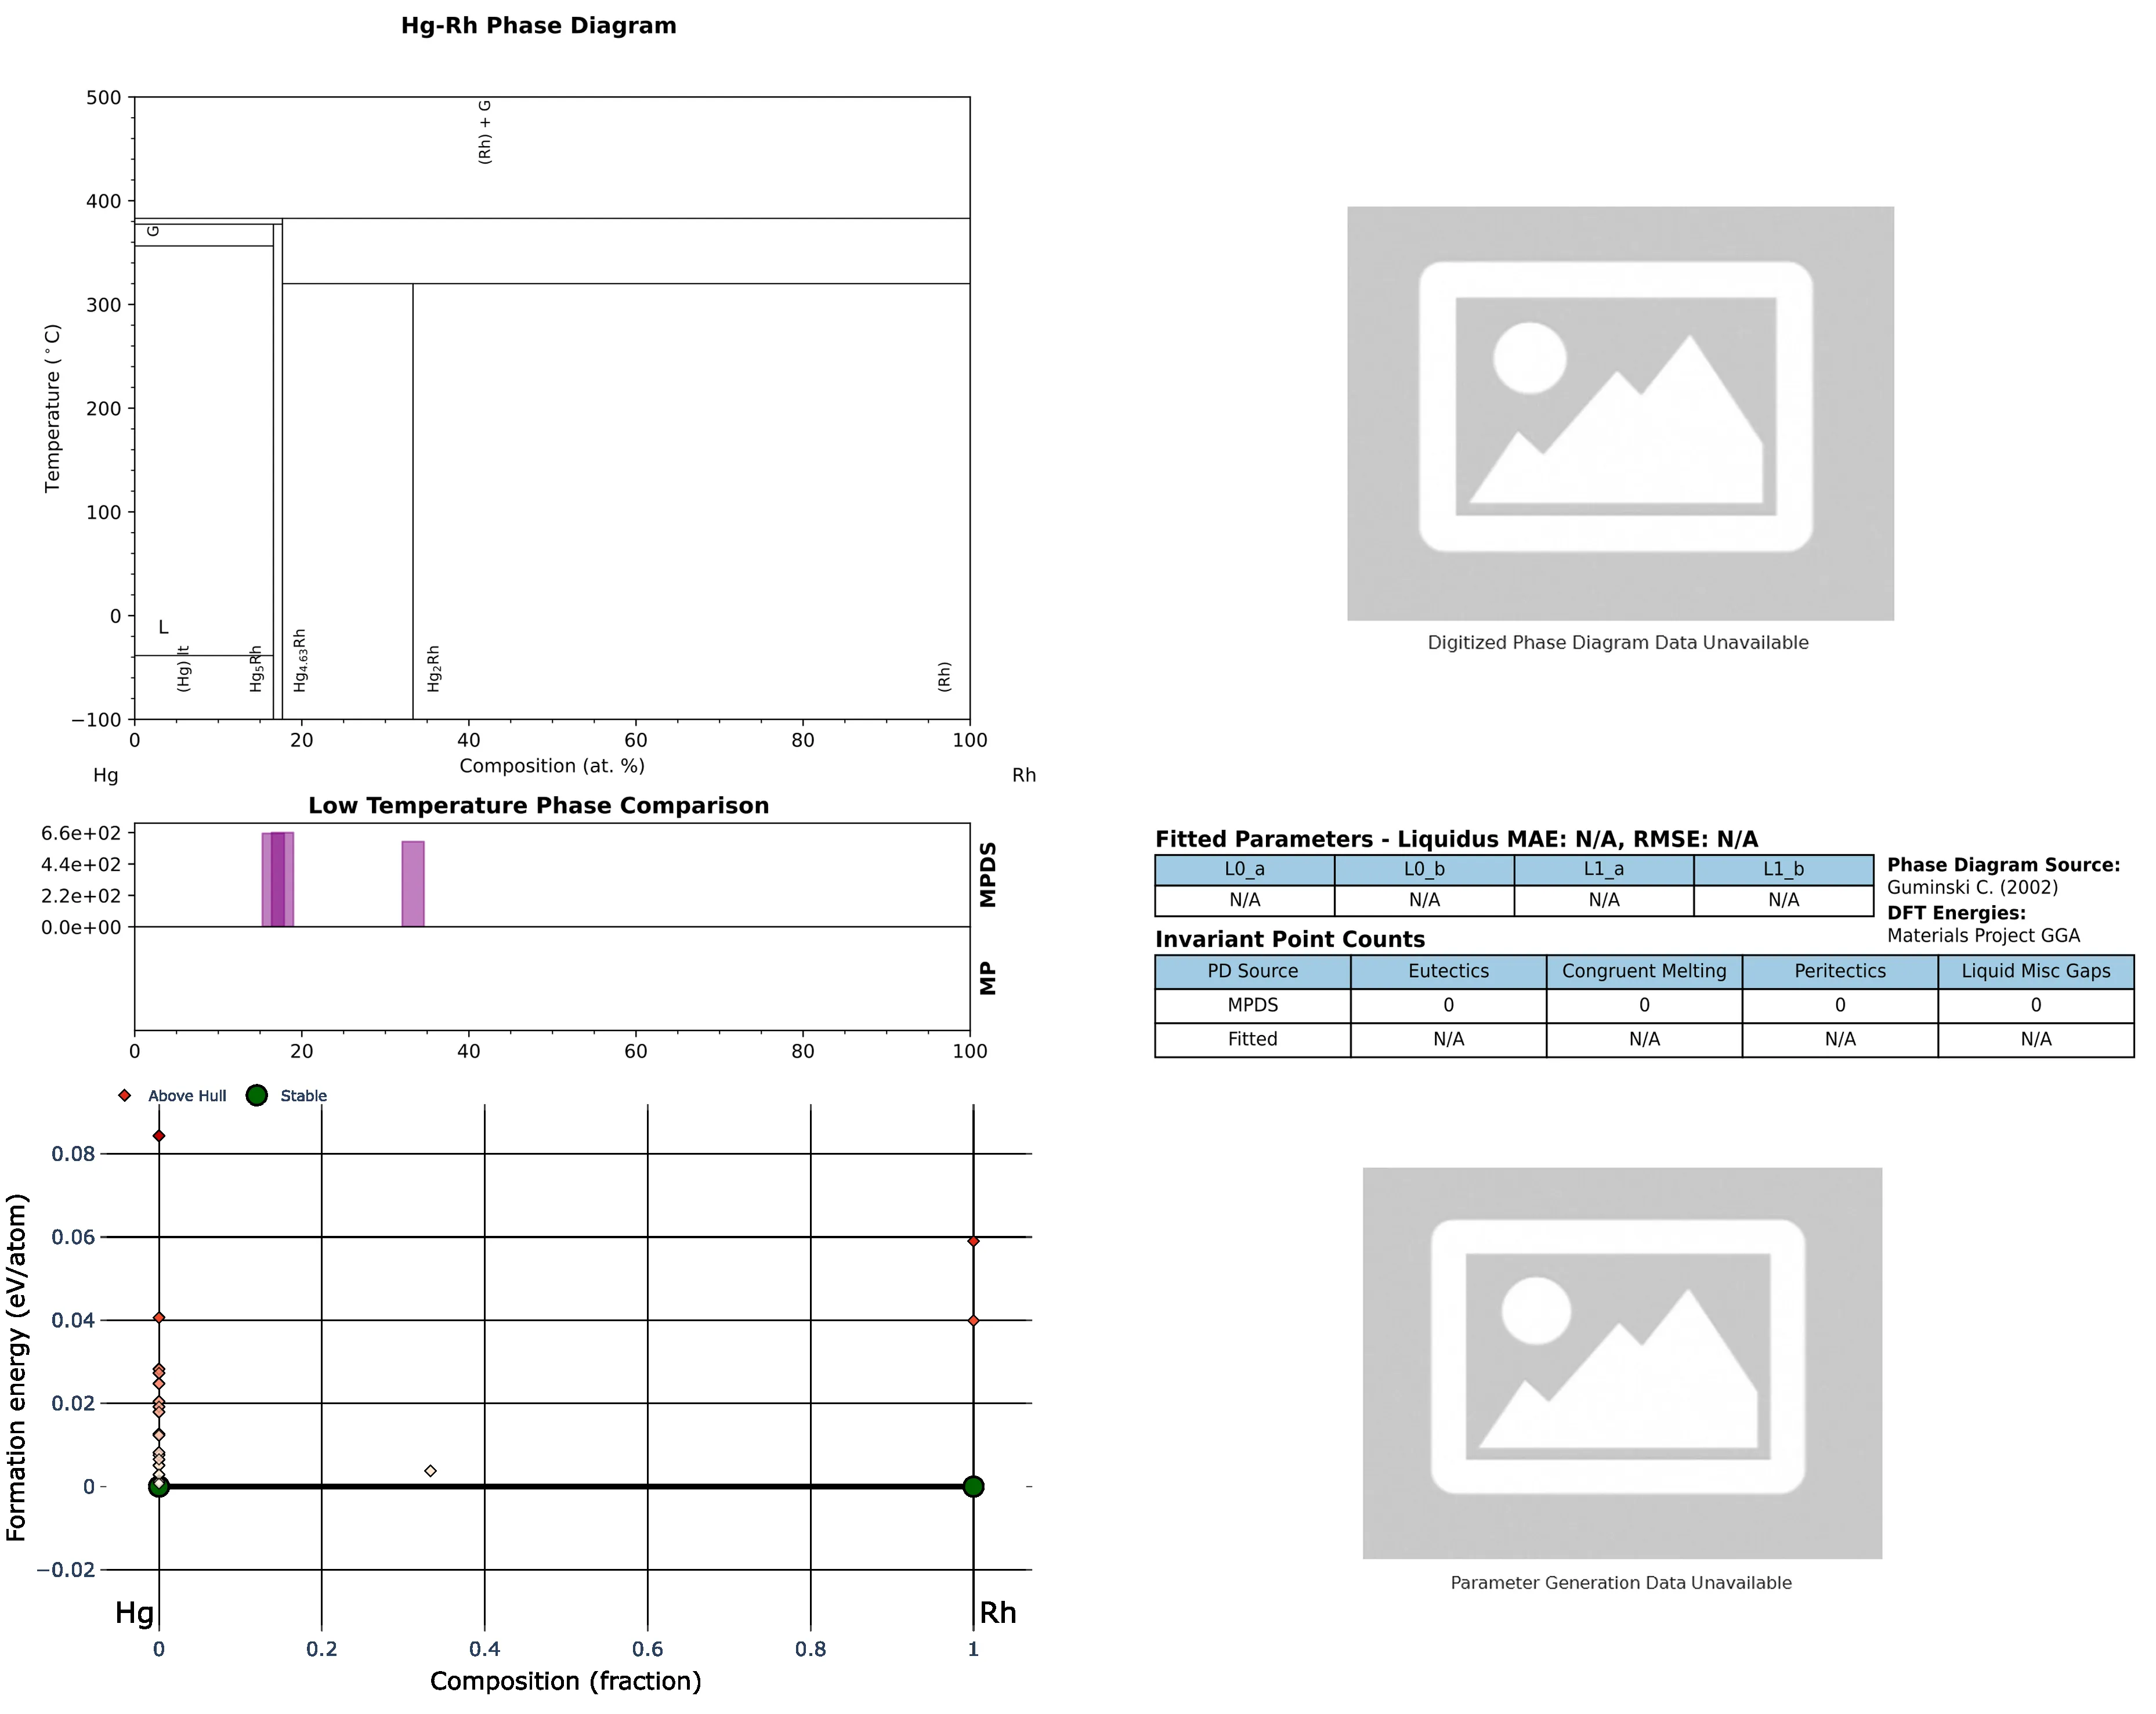 Hg-Rh Phase Diagram
500
400
300
200
100
0
−100
Temperature (°C)
(Rh) + G
G
L
(Hg) lt
Hg5Rh
Hg4.63Rh
Hg2Rh
(Rh)
0 20 40 60 80 100
Composition (at. %)
Hg Rh
Low Temperature Phase Comparison
6.6e+02
4.4e+02
2.2e+02
0.0e+00
MPDS
MP
0 20 40 60 80 100
Above Hull Stable
0.08
0.06
0.04
0.02
0
−0.02
Formation energy (eV/atom)
Hg Rh
0 0.2 0.4 0.6 0.8 1
Composition (fraction)
Digitized Phase Diagram Data Unavailable
Fitted Parameters - Liquidus MAE: N/A, RMSE: N/A
L0_a L0_b L1_a L1_b
N/A N/A N/A N/A
Phase Diagram Source:
Guminski C. (2002)
DFT Energies:
Materials Project GGA
Invariant Point Counts
PD Source Eutectics Congruent Melting Peritectics Liquid Misc Gaps
MPDS 0 0 0 0
Fitted N/A N/A N/A N/A
Parameter Generation Data Unavailable